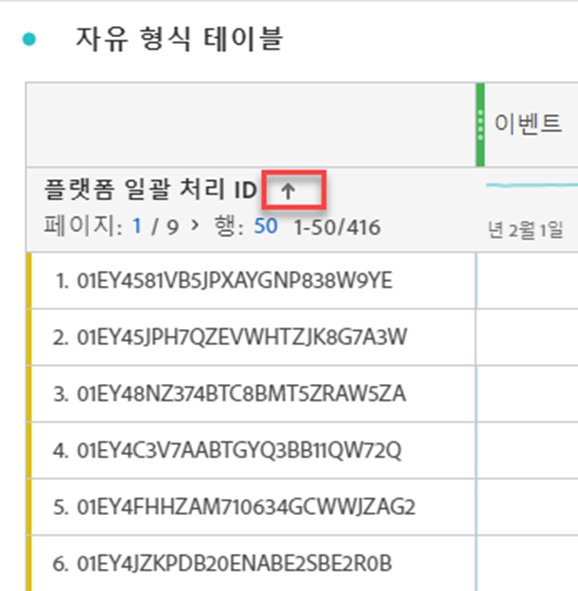 자유 형식 테이블
이벤트
플랫폼 일괄 처리 ID ↑
페이지: 1 / 9 > 행: 50 1-50/416
년 2월 1일
1. 01EY4581VB5JPXAYGNP838W9YE
2. 01EY45JPH7QZEVWHTZJK8G7A3W
3. 01EY48NZ374BTC8BMT5ZRAW5ZA
4. 01EY4C3V7AABTGYQ3BB11QW72Q
5. 01EY4FHHZAM710634GCWWJZAG2
6. 01EY4JZKPDB20ENABE2SBE2R0B